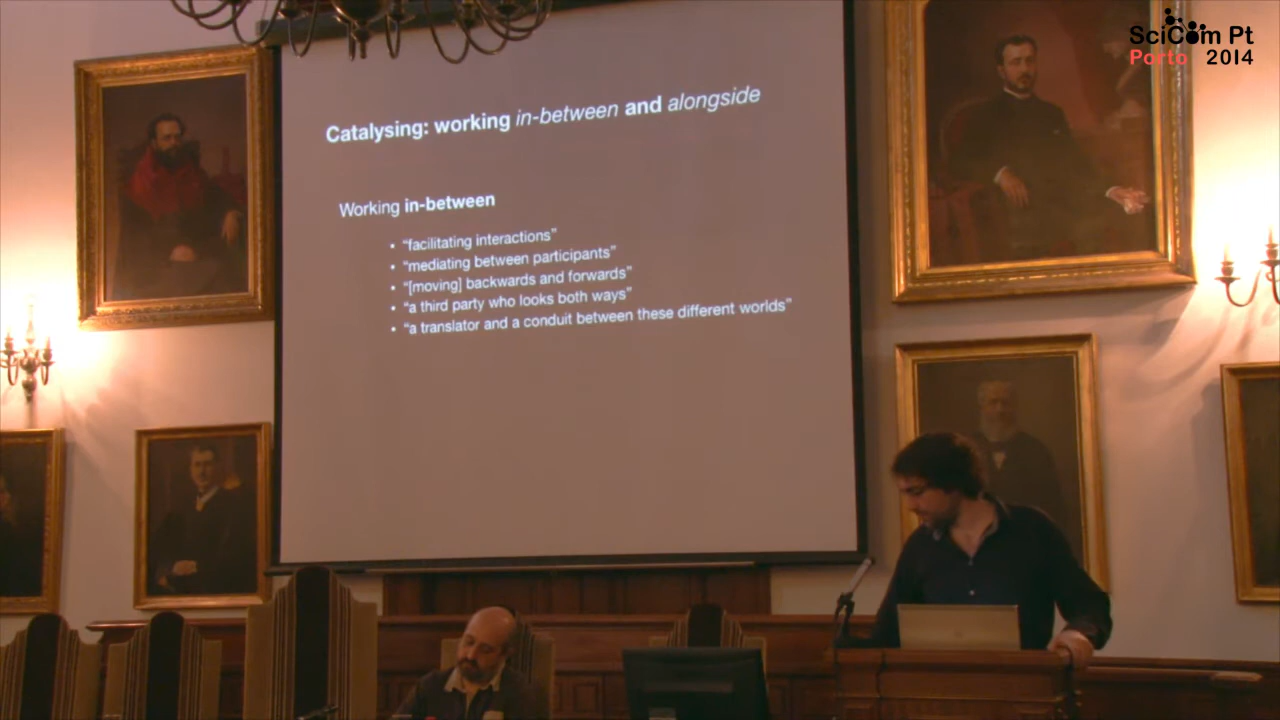 SciCom Pt
Porto 2014
Catalysing: working in-between and alongside
Working in-between
• “facilitating interactions”
• “mediating between participants”
• “[moving] backwards and forwards”
• “a third party who looks both ways”
• “a translator and a conduit between these different worlds”